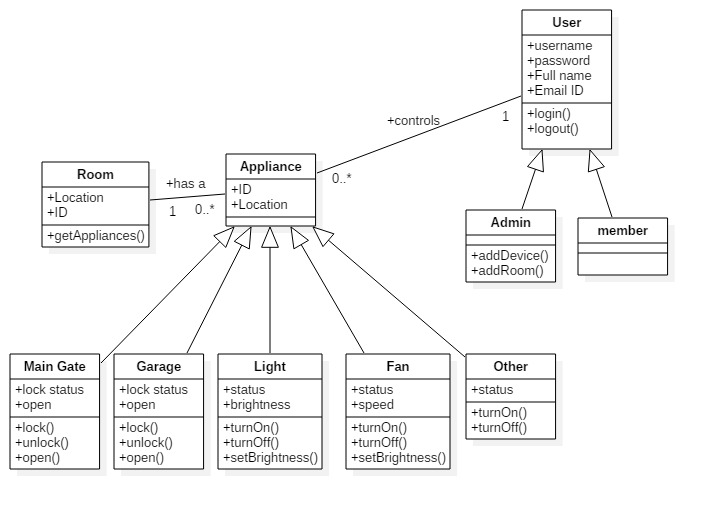 User
+username
+password
+Full name
+Email ID
+login()
+logout()
+controls
1
0..*
Room
+Location
+ID
+getAppliances()
+has a
1
0..*
Appliance
+ID
+Location
Admin
+addDevice()
+addRoom()
member
Main Gate
+lock status
+open
+lock()
+unlock()
+open()
Garage
+lock status
+open
+lock()
+unlock()
+open()
Light
+status
+brightness
+turnOn()
+turnOff()
+setBrightness()
Fan
+status
+speed
+turnOn()
+turnOff()
+setBrightness()
Other
+status
+turnOn()
+turnOff()